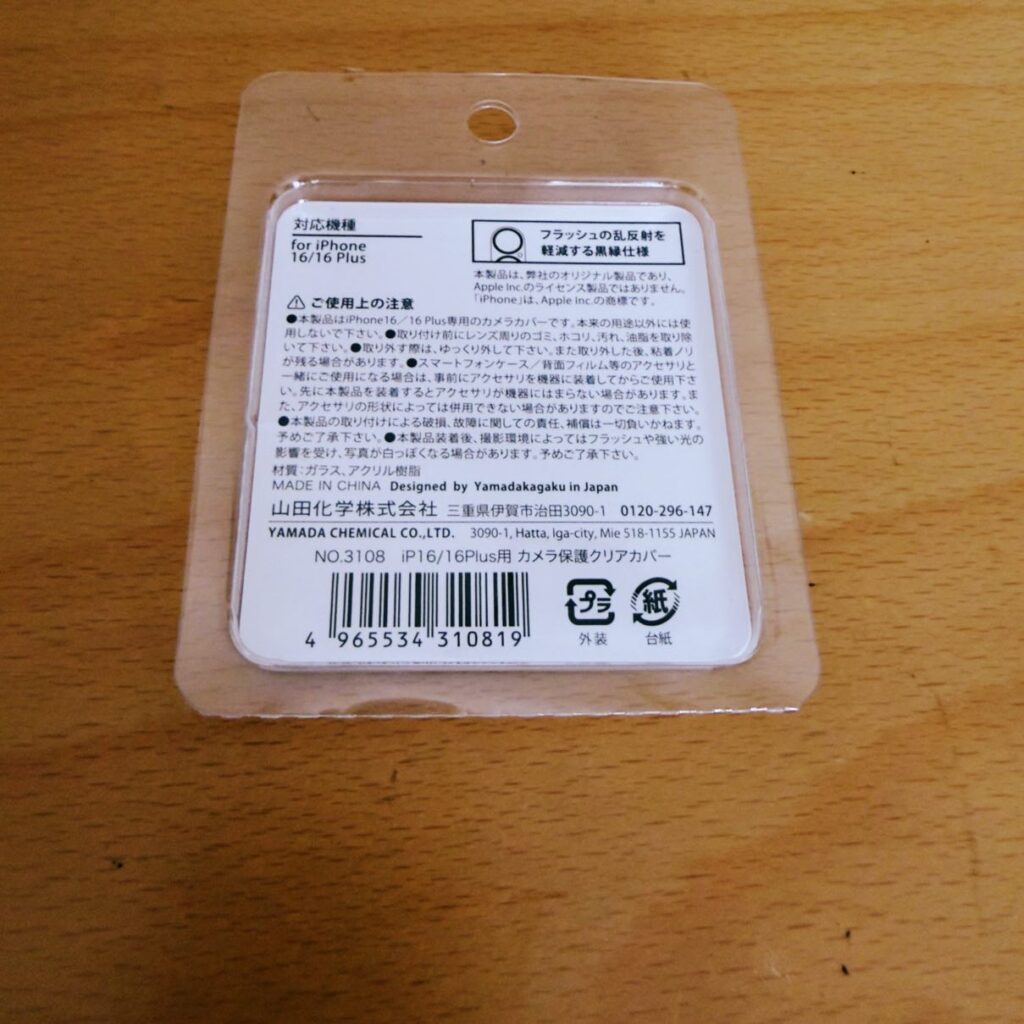 対応機種
for iPhone
16/16 Plus
フラッシュの乱反射を
軽減する黒縁仕様
本製品は、弊社のオリジナル製品であり、
Apple Inc.のライセンス製品ではありません。
「iPhone」は、Apple Inc.の商標です。
⚠ ご使用上の注意
●本製品はiPhone16／16 Plus専用のカメラカバーです。本来の用途以外には使
用しないで下さい。●取り付け前にレンズ周りのゴミ、ホコリ、汚れ、油脂を取り除
いて下さい。●取り外す際は、ゆっくり外して下さい。また取り外した後、粘着ノリ
が残る場合があります。●スマートフォンケース／背面フィルム等のアクセサリと
一緒にご使用になる場合は、事前にアクセサリを機器に装着してからご使用下さ
い。先に本製品を装着するとアクセサリが機器にはまらない場合があります。ま
た、アクセサリの形状によっては併用できない場合がありますのでご注意下さい。
●本製品の取り付けによる破損、故障に関しての責任、補償は一切負いかねます。
予めご了承下さい。●本製品装着後、撮影環境によってはフラッシュや強い光の
影響を受け、写真が白っぽくなる場合があります。予めご了承下さい。
材質：ガラス、アクリル樹脂
MADE IN CHINA Designed by Yamadakagaku in Japan
山田化学株式会社 三重県伊賀市治田3090-1 0120-296-147
YAMADA CHEMICAL CO.,LTD. 3090-1, Hatta, Iga-city, Mie 518-1155 JAPAN
NO.3108 iP16/16Plus用 カメラ保護クリアカバー
4 965534 310819
プラ 紙
外装 台紙